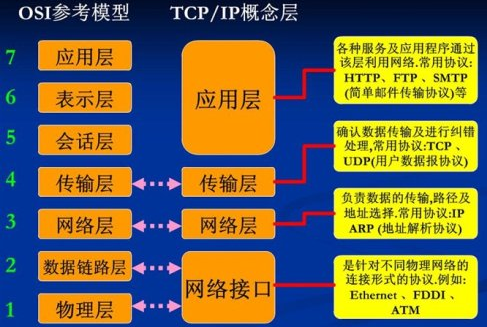 OSI参考模型
TCP/IP概念层
7
应用层
6
表示层
5
会话层
4
传输层
3
网络层
2
数据链路层
1
物理层
应用层
传输层
网络层
网络接口
各种服务及应用程序通过
该层利用网络.常用协议:
HTTP、FTP 、SMTP
(简单邮件传输协议)等
确认数据传输及进行纠错
处理,常用协议:TCP 、
UDP(用户数据报协议)
负责数据的传输,路径及
地址选择.常用协议:IP
ARP (地址解析协议)
是针对不同物理网络的
连接形式的协议.例如:
Ethernet 、FDDI 、
ATM